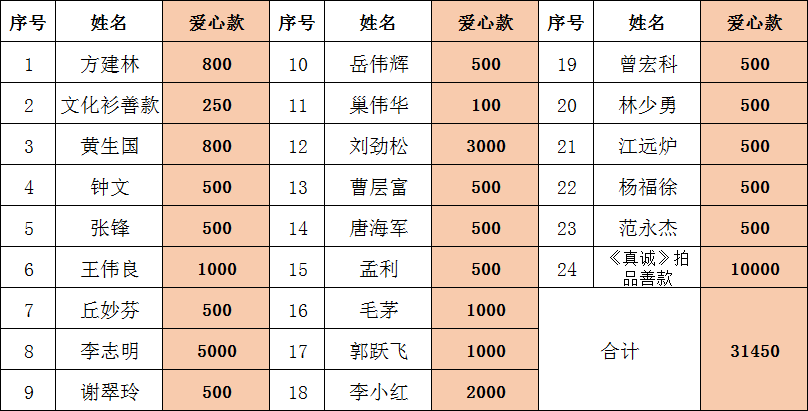 序号 姓名 爱心款 序号 姓名 爱心款 序号 姓名 爱心款
1 方建林 800 10 岳伟辉 500 19 曾宏科 500
2 文化衫善款 250 11 巢伟华 100 20 林少勇 500
3 黄生国 800 12 刘劲松 3000 21 江远炉 500
4 钟文 500 13 曹层富 500 22 杨福徐 500
5 张锋 500 14 唐海军 500 23 范永杰 500
6 王伟良 1000 15 孟利 500 24 《真诚》拍
品善款 10000
7 丘妙芬 500 16 毛茅 1000
8 李志明 5000 17 郭跃飞 1000 合计 31450
9 谢翠玲 500 18 李小红 2000